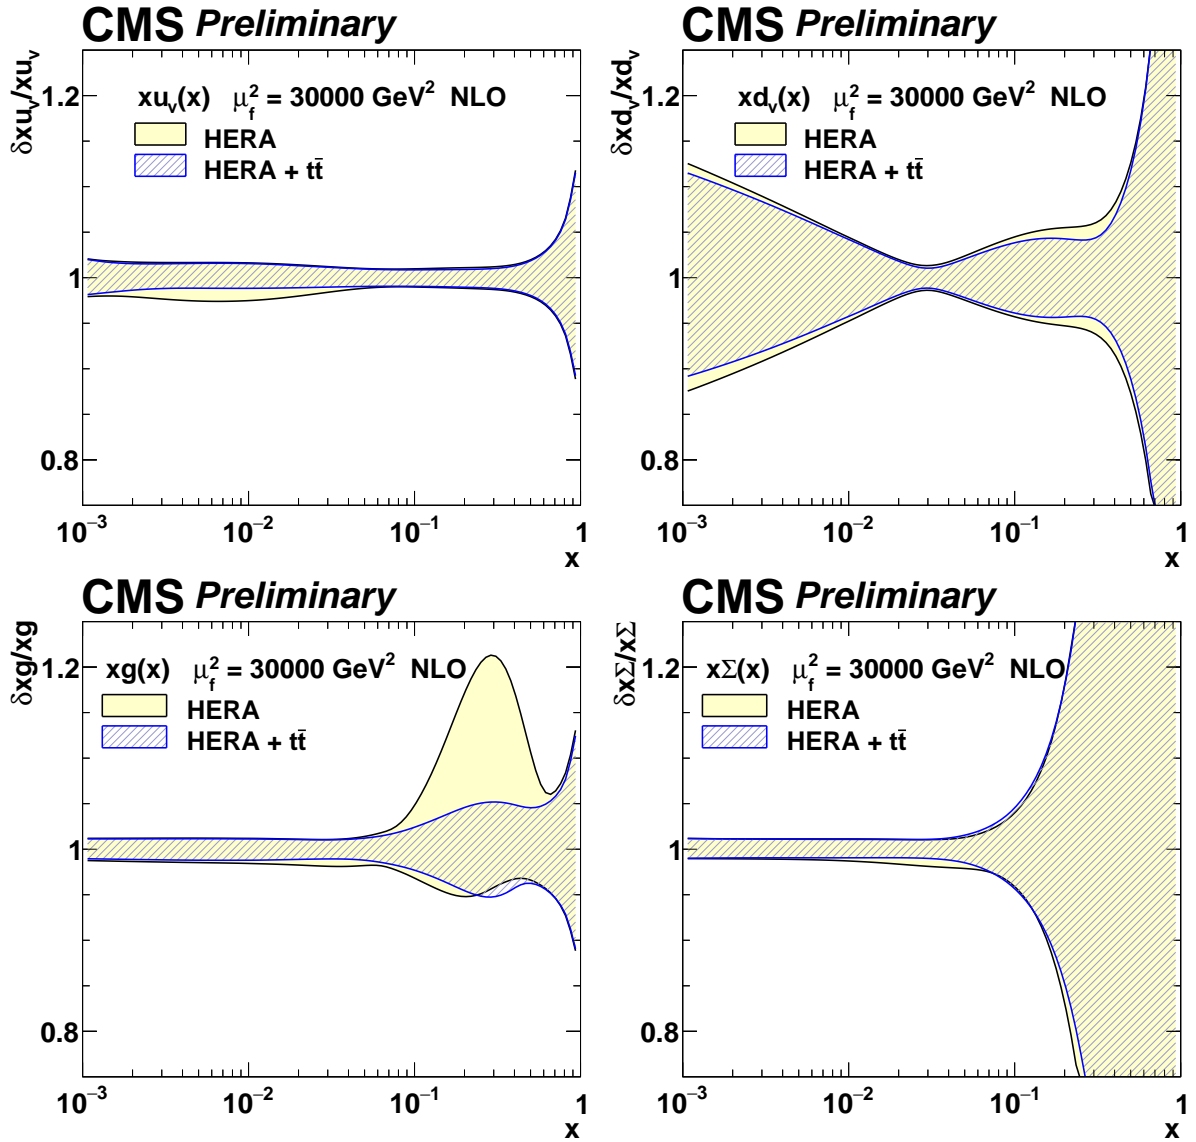 CMS Preliminary
δxu_v/xu_v
1.2
1
0.8
xu_v(x) μ_f^2 = 30000 GeV^2 NLO
HERA
HERA + tt̄
10^−3 10^−2 10^−1 1
x
CMS Preliminary
δxd_v/xd_v
1.2
1
0.8
xd_v(x) μ_f^2 = 30000 GeV^2 NLO
HERA
HERA + tt̄
10^−3 10^−2 10^−1 1
x
CMS Preliminary
δxg/xg
1.2
1
0.8
xg(x) μ_f^2 = 30000 GeV^2 NLO
HERA
HERA + tt̄
10^−3 10^−2 10^−1 1
x
CMS Preliminary
δxΣ/xΣ
1.2
1
0.8
xΣ(x) μ_f^2 = 30000 GeV^2 NLO
HERA
HERA + tt̄
10^−3 10^−2 10^−1 1
x